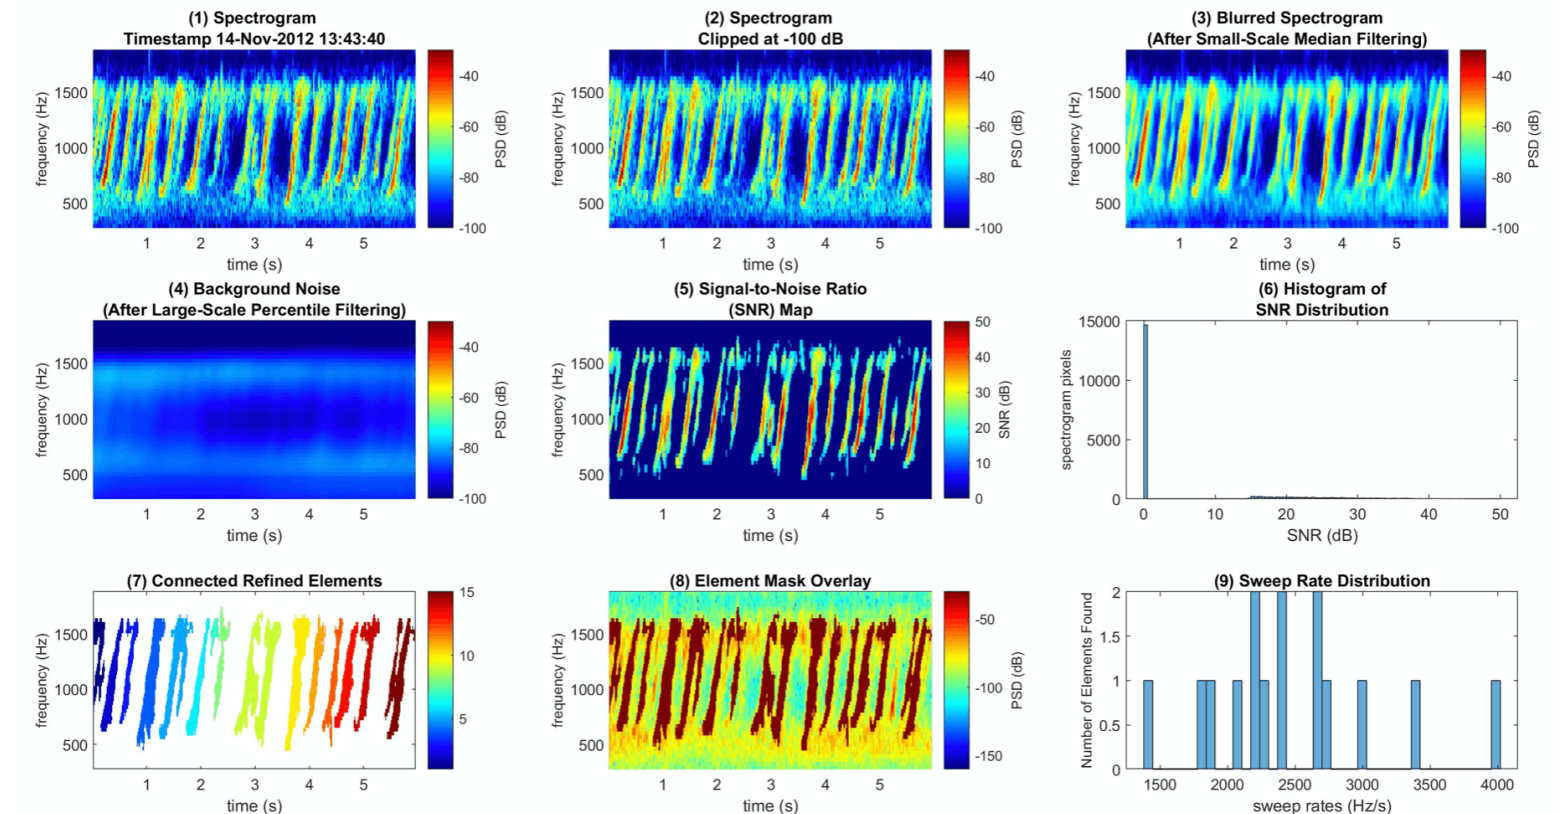 (1) Spectrogram
Timestamp 14-Nov-2012 13:43:40
frequency (Hz)
1500
1000
500
1 2 3 4 5
time (s)
-40
-60
-80
-100
PSD (dB)
(2) Spectrogram
Clipped at -100 dB
frequency (Hz)
1500
1000
500
1 2 3 4 5
time (s)
-40
-60
-80
-100
PSD (dB)
(3) Blurred Spectrogram
(After Small-Scale Median Filtering)
frequency (Hz)
1500
1000
500
1 2 3 4 5
time (s)
-40
-60
-80
-100
PSD (dB)
(4) Background Noise
(After Large-Scale Percentile Filtering)
frequency (Hz)
1500
1000
500
1 2 3 4 5
time (s)
-40
-60
-80
-100
PSD (dB)
(5) Signal-to-Noise Ratio
(SNR) Map
frequency (Hz)
1500
1000
500
1 2 3 4 5
time (s)
50
40
30
20
10
0
SNR (dB)
(6) Histogram of
SNR Distribution
spectrogram pixels
15000
10000
5000
0
0 10 20 30 40 50
SNR (dB)
(7) Connected Refined Elements
frequency (Hz)
1500
1000
500
1 2 3 4 5
time (s)
15
10
5
(8) Element Mask Overlay
frequency (Hz)
1500
1000
500
1 2 3 4 5
time (s)
-50
-100
-150
PSD (dB)
(9) Sweep Rate Distribution
Number of Elements Found
2
1.5
1
0.5
0
1500 2000 2500 3000 3500 4000
sweep rates (Hz/s)